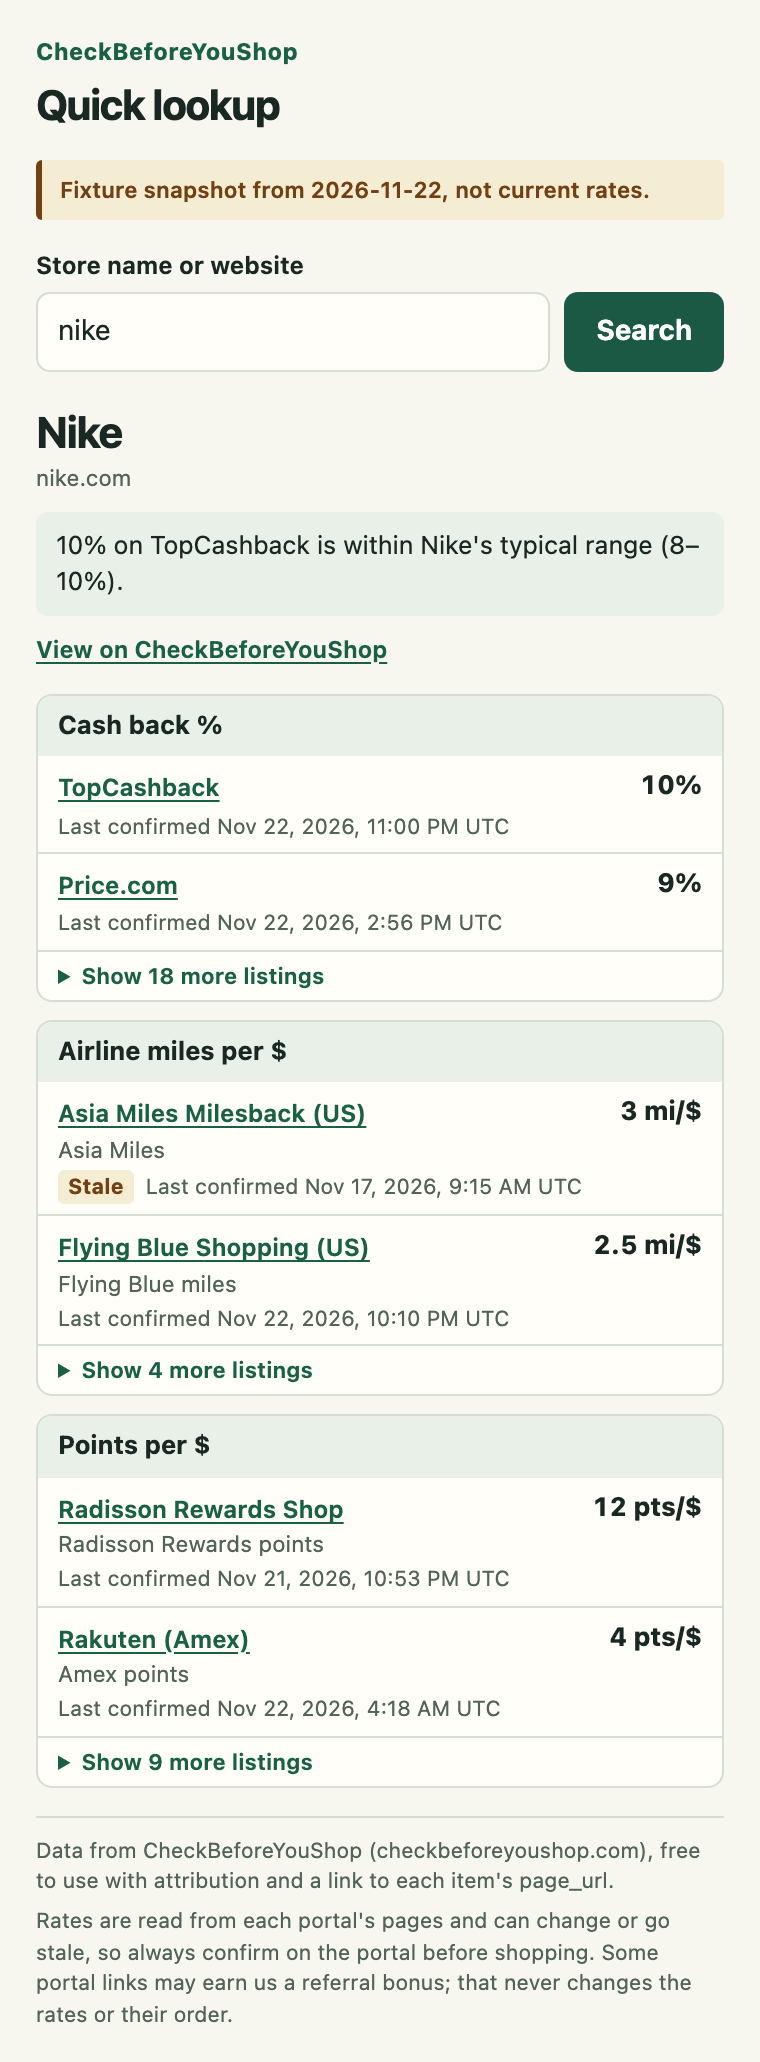 CheckBeforeYouShop
Quick lookup
Fixture snapshot from 2026-11-22, not current rates.
Store name or website
nike
Search
Nike
nike.com
10% on TopCashback is within Nike's typical range (8–
10%).
View on CheckBeforeYouShop
Cash back %
TopCashback 10%
Last confirmed Nov 22, 2026, 11:00 PM UTC
Price.com 9%
Last confirmed Nov 22, 2026, 2:56 PM UTC
Show 18 more listings
Airline miles per $
Asia Miles Milesback (US) 3 mi/$
Asia Miles
Stale Last confirmed Nov 17, 2026, 9:15 AM UTC
Flying Blue Shopping (US) 2.5 mi/$
Flying Blue miles
Last confirmed Nov 22, 2026, 10:10 PM UTC
Show 4 more listings
Points per $
Radisson Rewards Shop 12 pts/$
Radisson Rewards points
Last confirmed Nov 21, 2026, 10:53 PM UTC
Rakuten (Amex) 4 pts/$
Amex points
Last confirmed Nov 22, 2026, 4:18 AM UTC
Show 9 more listings
Data from CheckBeforeYouShop (checkbeforeyoushop.com), free
to use with attribution and a link to each item's page_url.
Rates are read from each portal's pages and can change or go
stale, so always confirm on the portal before shopping. Some
portal links may earn us a referral bonus; that never changes the
rates or their order.